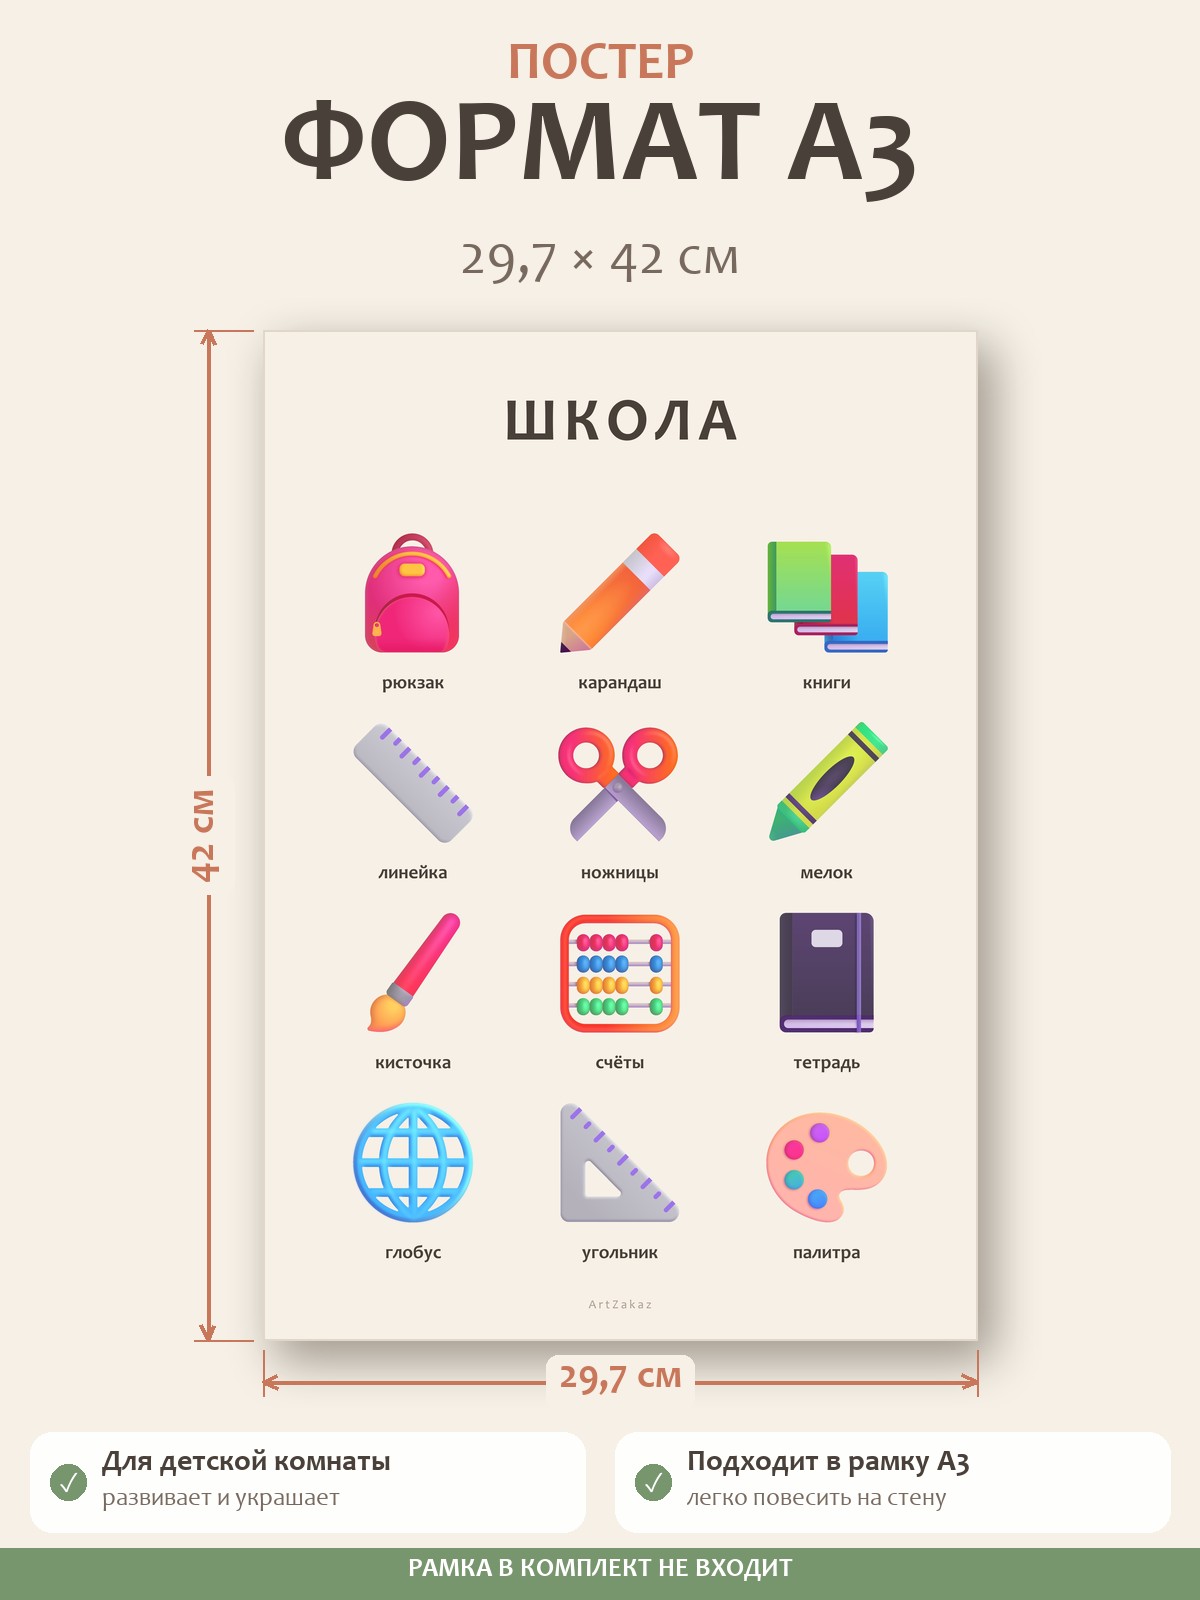 ПОСТЕР
ФОРМАТ А3
29,7 × 42 см
ШКОЛА
рюкзак карандаш книги
линейка ножницы мелок
42 см
кисточка счёты тетрадь
глобус угольник палитра
ArtZakaz
29,7 см
Для детской комнаты
развивает и украшает
Подходит в рамку А3
легко повесить на стену
РАМКА В КОМПЛЕКТ НЕ ВХОДИТ